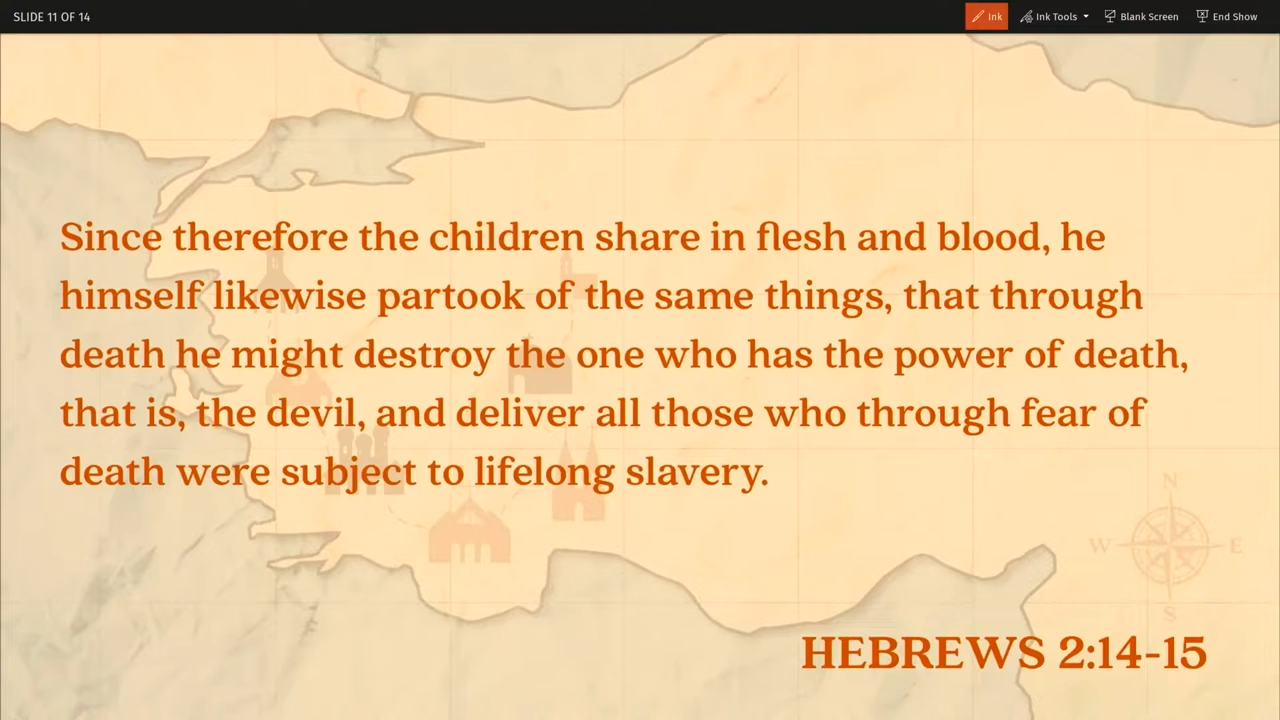 SLIDE 11 OF 14
Ink
Ink Tools
Blank Screen
End Show
Since therefore the children share in flesh and blood, he
himself likewise partook of the same things, that through
death he might destroy the one who has the power of death,
that is, the devil, and deliver all those who through fear of
death were subject to lifelong slavery.
N
W
E
S
HEBREWS 2:14-15